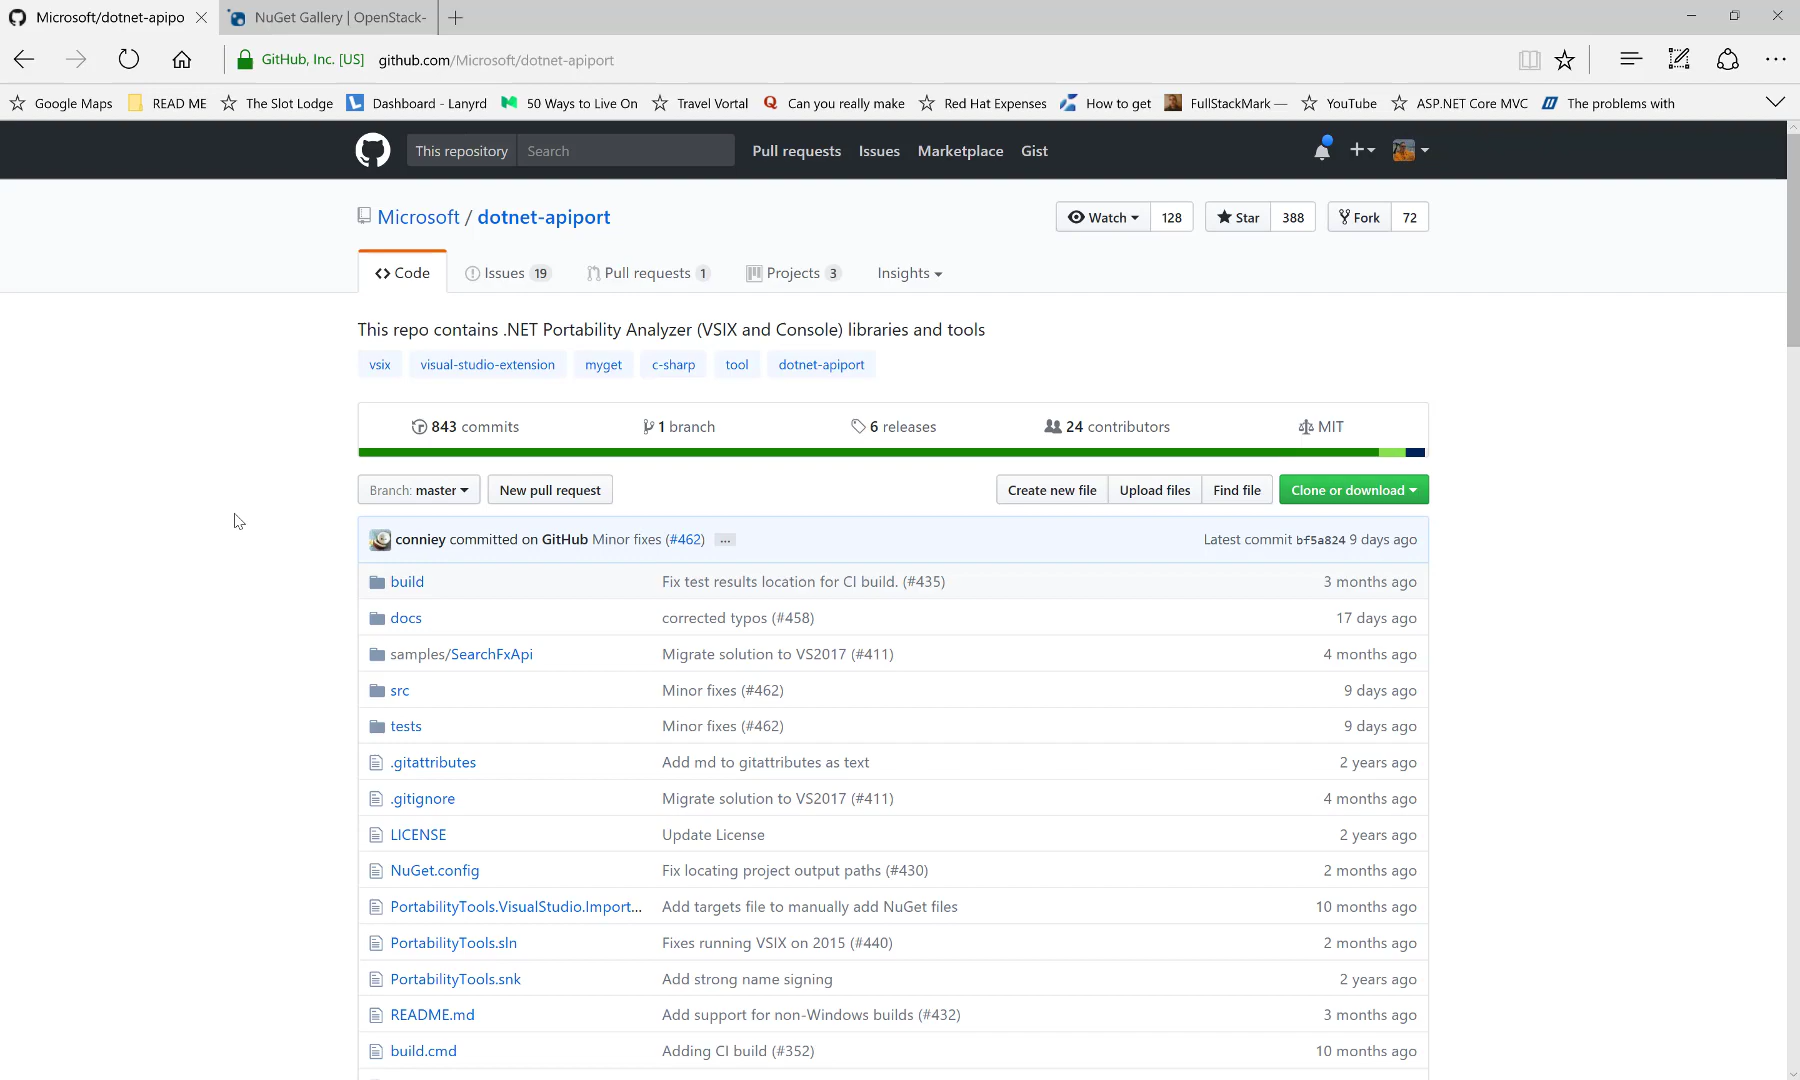 Microsoft/dotnet-apipo
NuGet Gallery | OpenStack-
GitHub, Inc. [US] github.com/Microsoft/dotnet-apiport
Google Maps READ ME The Slot Lodge Dashboard - Lanyrd 50 Ways to Live On Travel Vortal Can you really make Red Hat Expenses How to get FullStackMark — YouTube ASP.NET Core MVC The problems with
This repository Search Pull requests Issues Marketplace Gist
Microsoft / dotnet-apiport
Watch 128 Star 388 Fork 72
Code Issues 19 Pull requests 1 Projects 3 Insights
This repo contains .NET Portability Analyzer (VSIX and Console) libraries and tools
vsix visual-studio-extension myget c-sharp tool dotnet-apiport
843 commits 1 branch 6 releases 24 contributors MIT
Branch: master New pull request Create new file Upload files Find file Clone or download
conniey committed on GitHub Minor fixes (#462) ... Latest commit bf5a824 9 days ago
build Fix test results location for CI build. (#435) 3 months ago
docs corrected typos (#458) 17 days ago
samples/SearchFxApi Migrate solution to VS2017 (#411) 4 months ago
src Minor fixes (#462) 9 days ago
tests Minor fixes (#462) 9 days ago
.gitattributes Add md to gitattributes as text 2 years ago
.gitignore Migrate solution to VS2017 (#411) 4 months ago
LICENSE Update License 2 years ago
NuGet.config Fix locating project output paths (#430) 2 months ago
PortabilityTools.VisualStudio.Import... Add targets file to manually add NuGet files 10 months ago
PortabilityTools.sln Fixes running VSIX on 2015 (#440) 2 months ago
PortabilityTools.snk Add strong name signing 2 years ago
README.md Add support for non-Windows builds (#432) 3 months ago
build.cmd Adding CI build (#352) 10 months ago